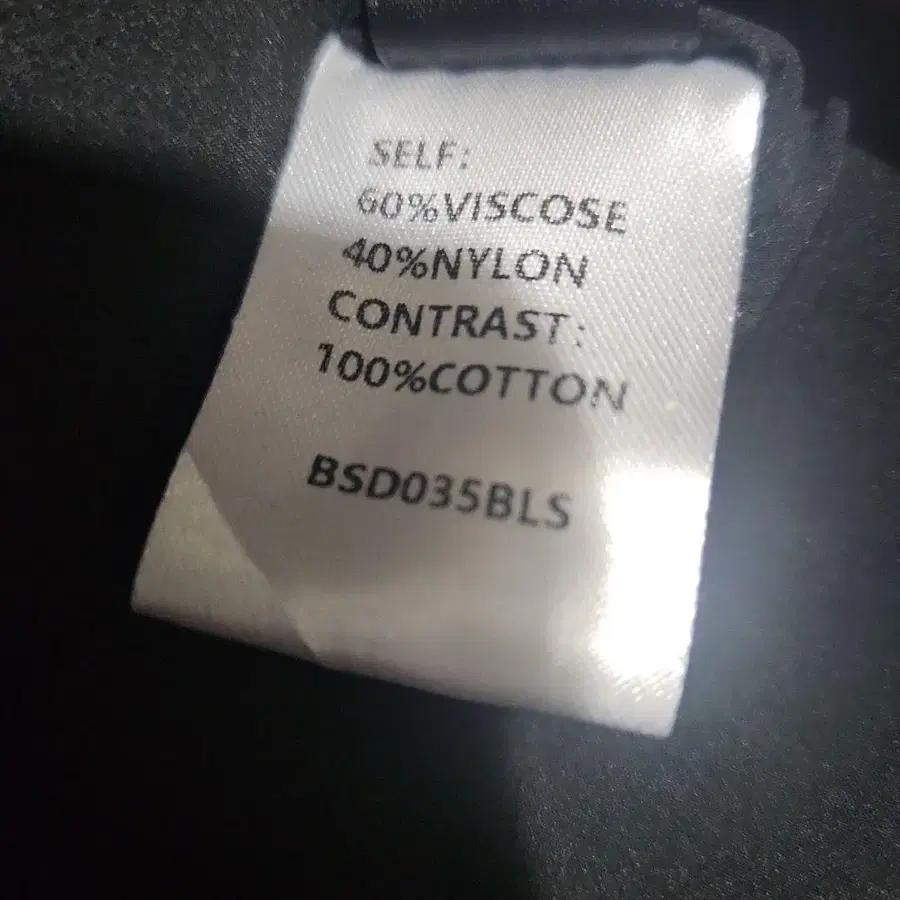 SELF:
60%VISCOSE
40%NYLON
CONTRAST:
100%COTTON
BSD035BLS